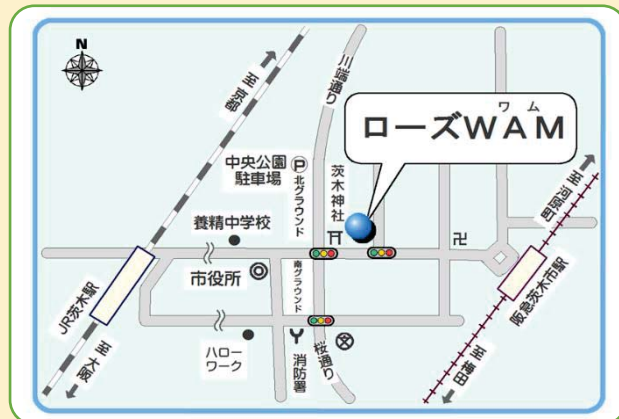 N
至京都
川端通り
ワム
ローズWAM
中央公園
駐車場
P
北グラウンド
茨木神社
至河原町
養精中学校
市役所
南グラウンド
JR茨木駅
阪急茨木市駅
至大阪
ハロー
ワーク
消防署
桜通り
至梅田